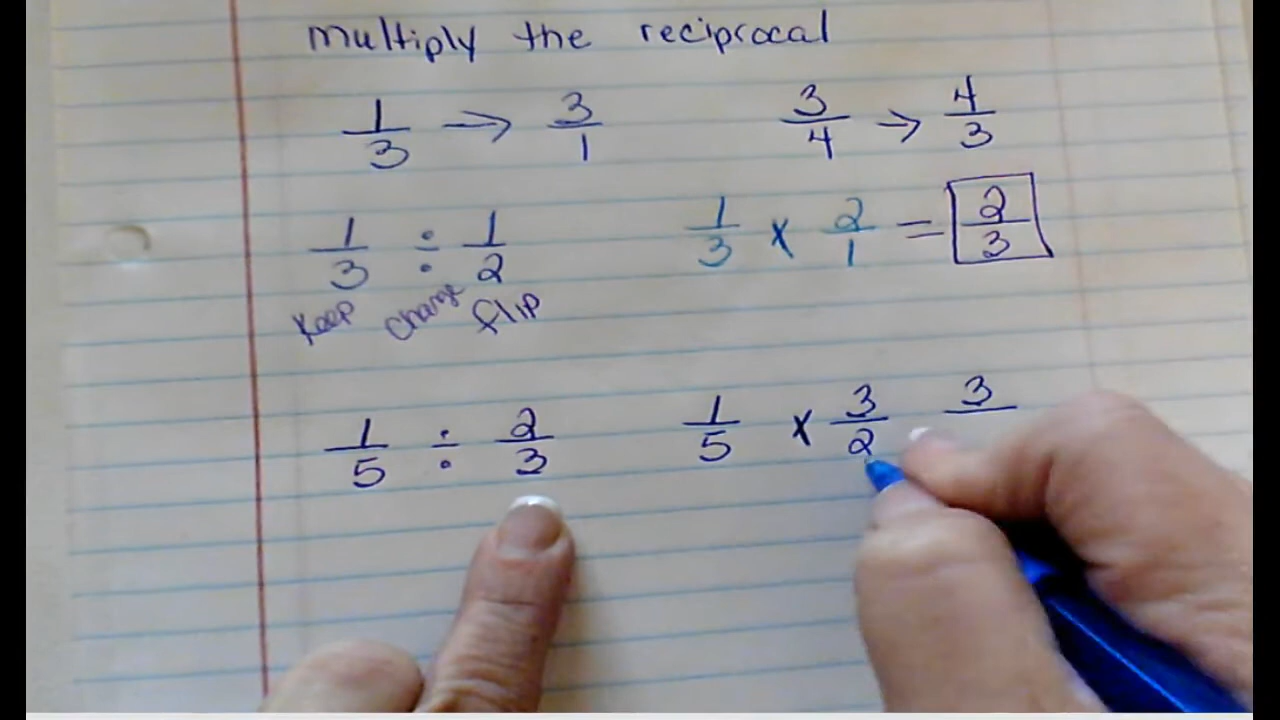 multiply the reciprocal
1/3 → 3/1 3/4 → 4/3
1/3 ÷ 1/2 1/3 x 2/1 = 2/3
Keep change flip
1/5 ÷ 2/3 1/5 x 3/2 3